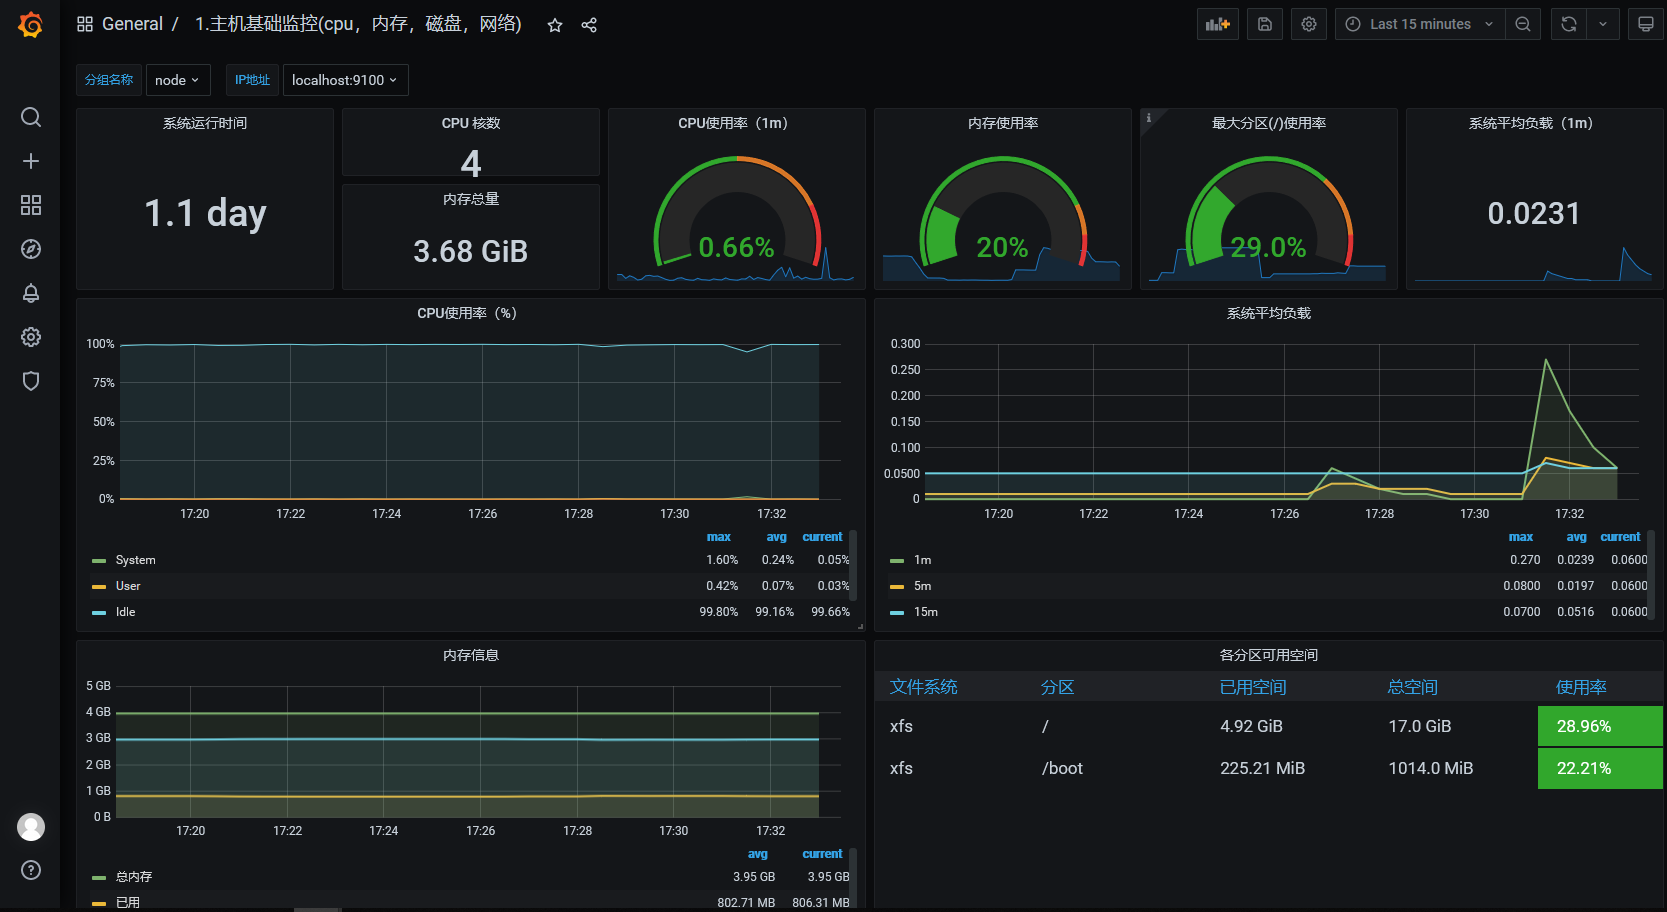 General / 1.主机基础监控(cpu，内存，磁盘，网络)
Last 15 minutes
分组名称 node IP地址 localhost:9100
系统运行时间
1.1 day
CPU 核数
4
内存总量
3.68 GiB
CPU使用率（1m）
0.66%
内存使用率
20%
i
最大分区(/)使用率
29.0%
系统平均负载（1m）
0.0231
CPU使用率（%）
100%
75%
50%
25%
0%
17:20 17:22 17:24 17:26 17:28 17:30 17:32
max avg current
System 1.60% 0.24% 0.05%
User 0.42% 0.07% 0.03%
Idle 99.80% 99.16% 99.66%
系统平均负载
0.300
0.250
0.200
0.150
0.100
0.0500
0
17:20 17:22 17:24 17:26 17:28 17:30 17:32
max avg current
1m 0.270 0.0239 0.0600
5m 0.0800 0.0197 0.0600
15m 0.0700 0.0516 0.0600
内存信息
5 GB
4 GB
3 GB
2 GB
1 GB
0 B
17:20 17:22 17:24 17:26 17:28 17:30 17:32
avg current
总内存 3.95 GB 3.95 GB
已用 802.71 MB 806.31 MB
各分区可用空间
文件系统 分区 已用空间 总空间 使用率
xfs / 4.92 GiB 17.0 GiB 28.96%
xfs /boot 225.21 MiB 1014.0 MiB 22.21%